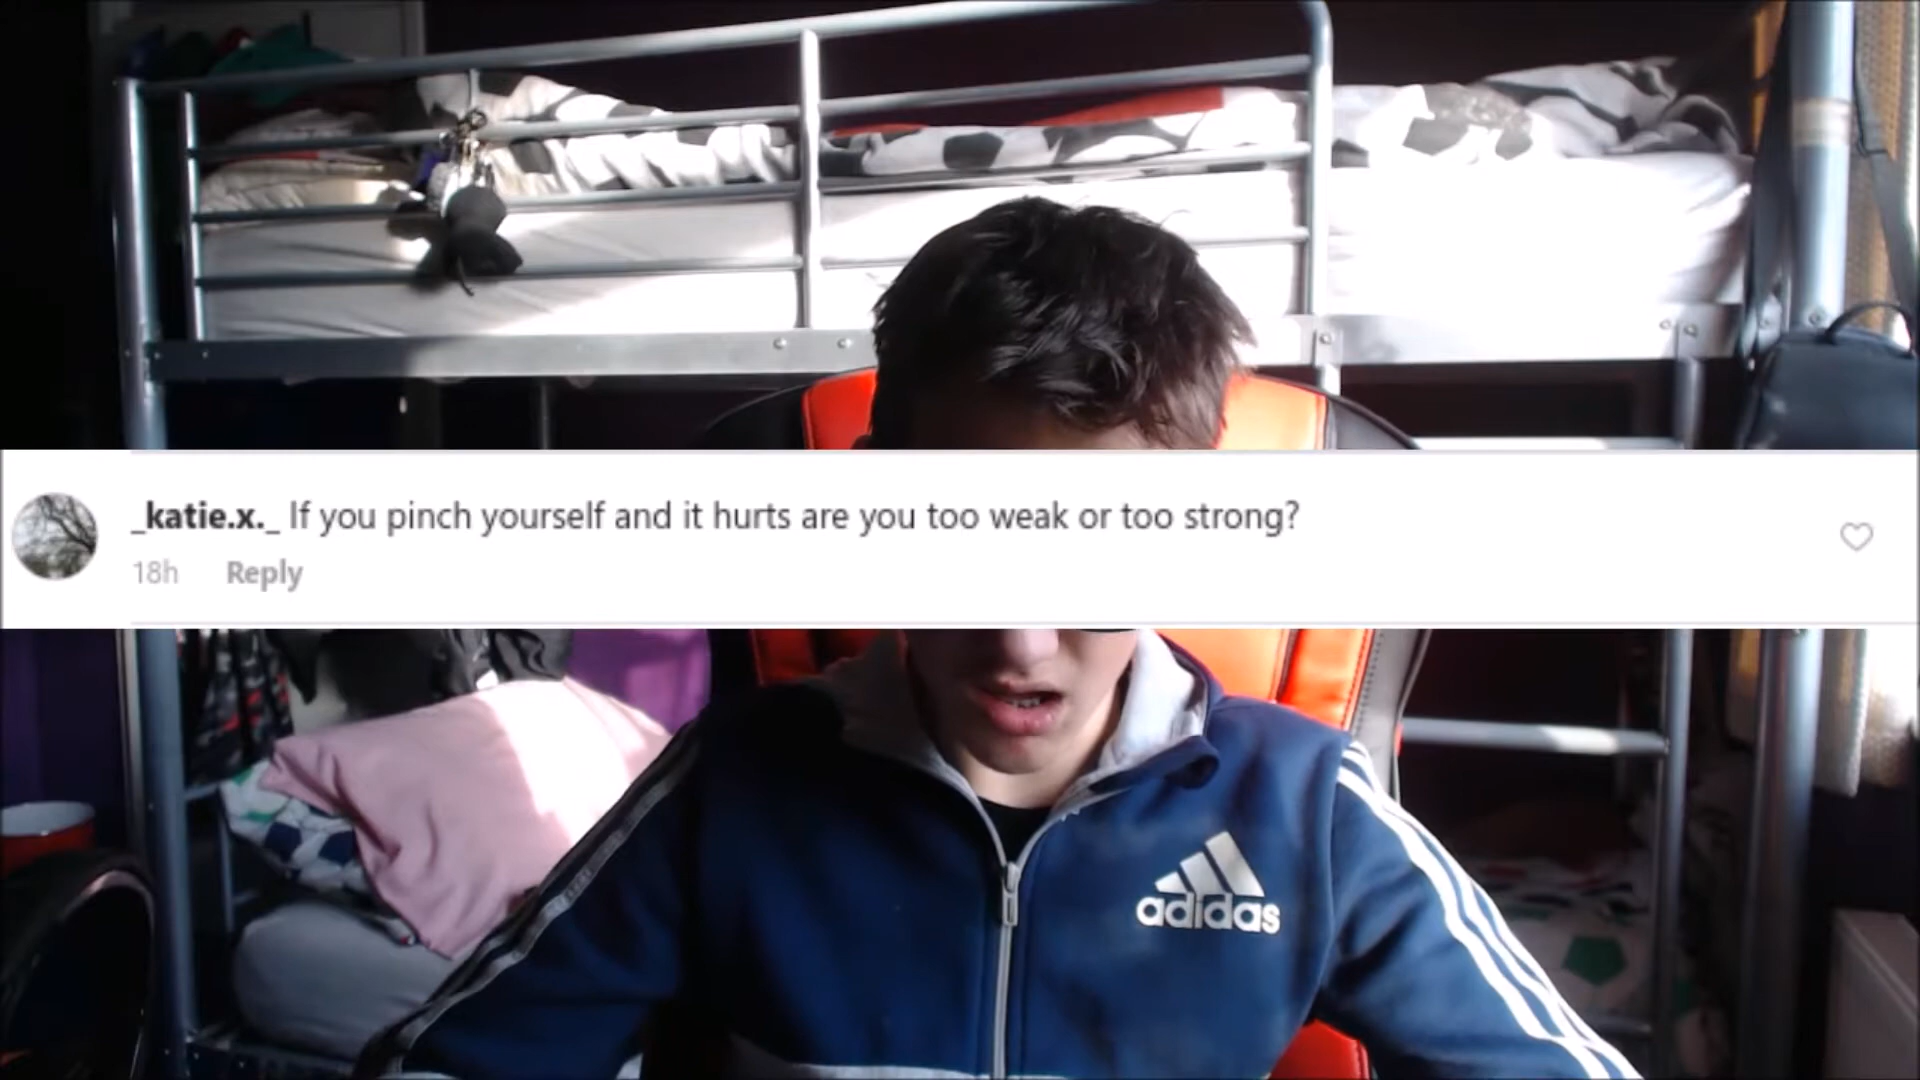 _katie.x._ If you pinch yourself and it hurts are you too weak or too strong?
18h Reply
adidas